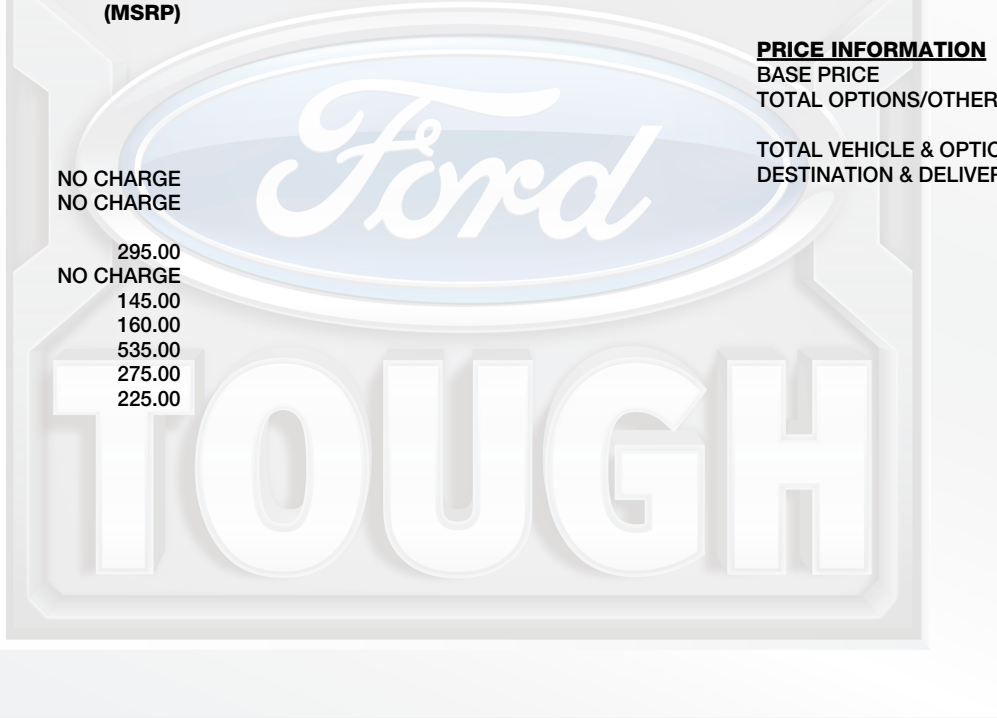 (MSRP)
NO CHARGE
NO CHARGE
295.00
NO CHARGE
145.00
160.00
535.00
275.00
225.00
PRICE INFORMATION
BASE PRICE
TOTAL OPTIONS/OTHER
TOTAL VEHICLE & OPTIO
DESTINATION & DELIVER
Ford
TOUGH